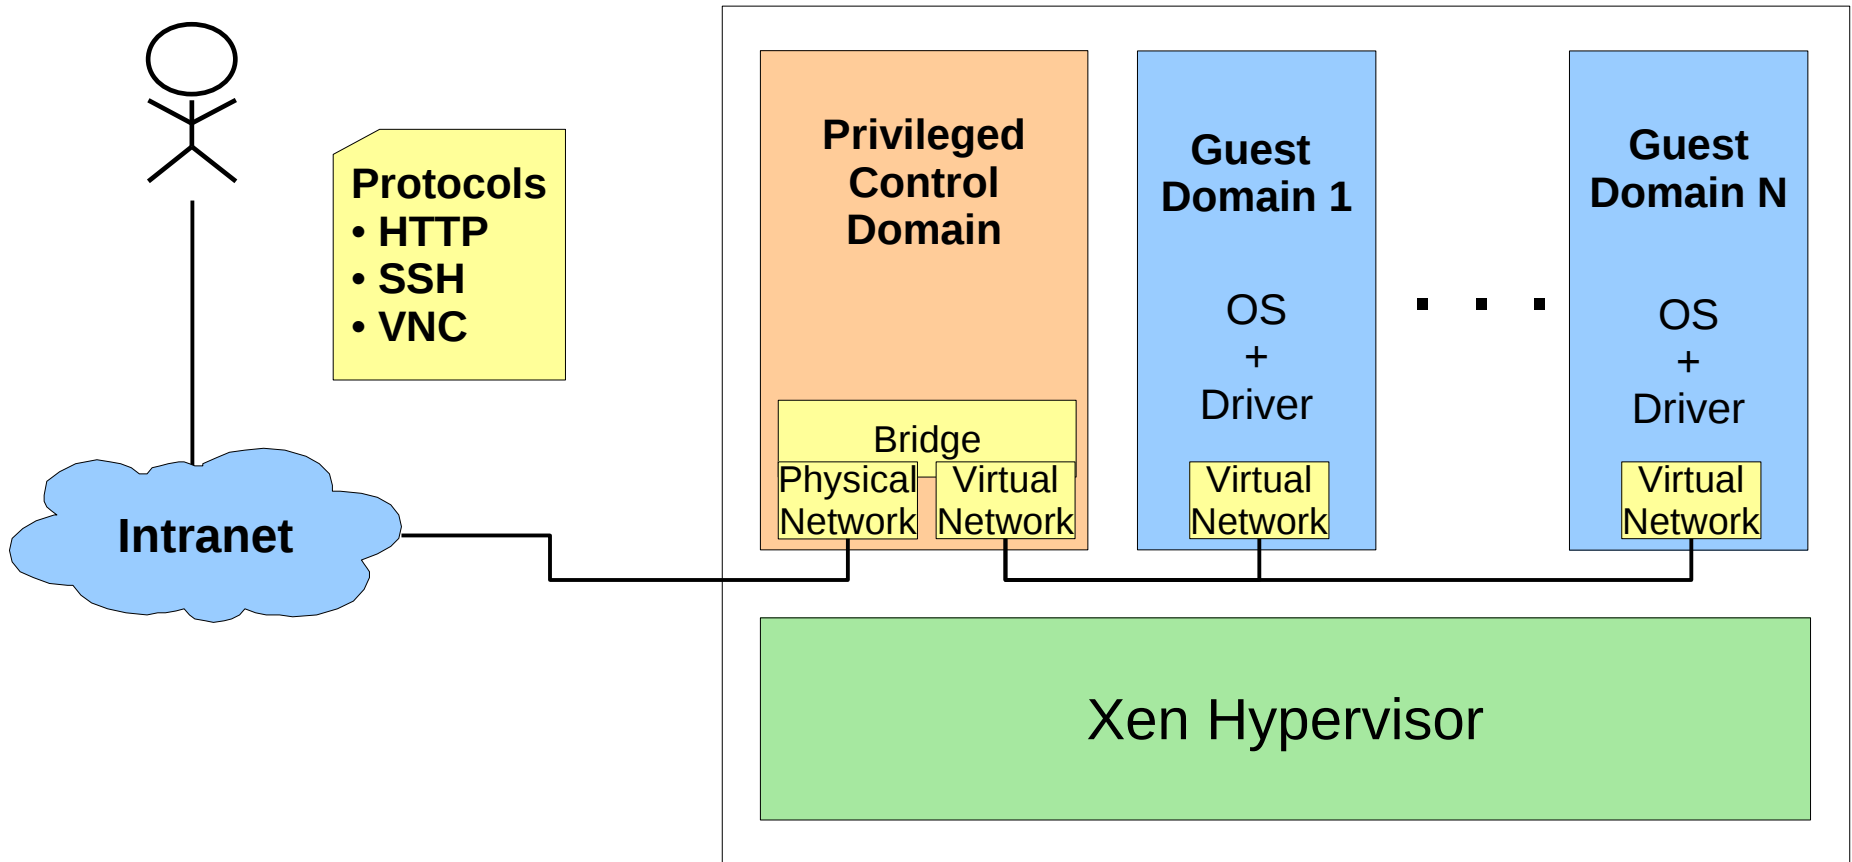 Protocols
• HTTP
• SSH
• VNC
Intranet
Privileged
Control
Domain
Bridge
Physical
Network
Virtual
Network
Guest
Domain 1
OS
+
Driver
Virtual
Network
. . .
Guest
Domain N
OS
+
Driver
Virtual
Network
Xen Hypervisor